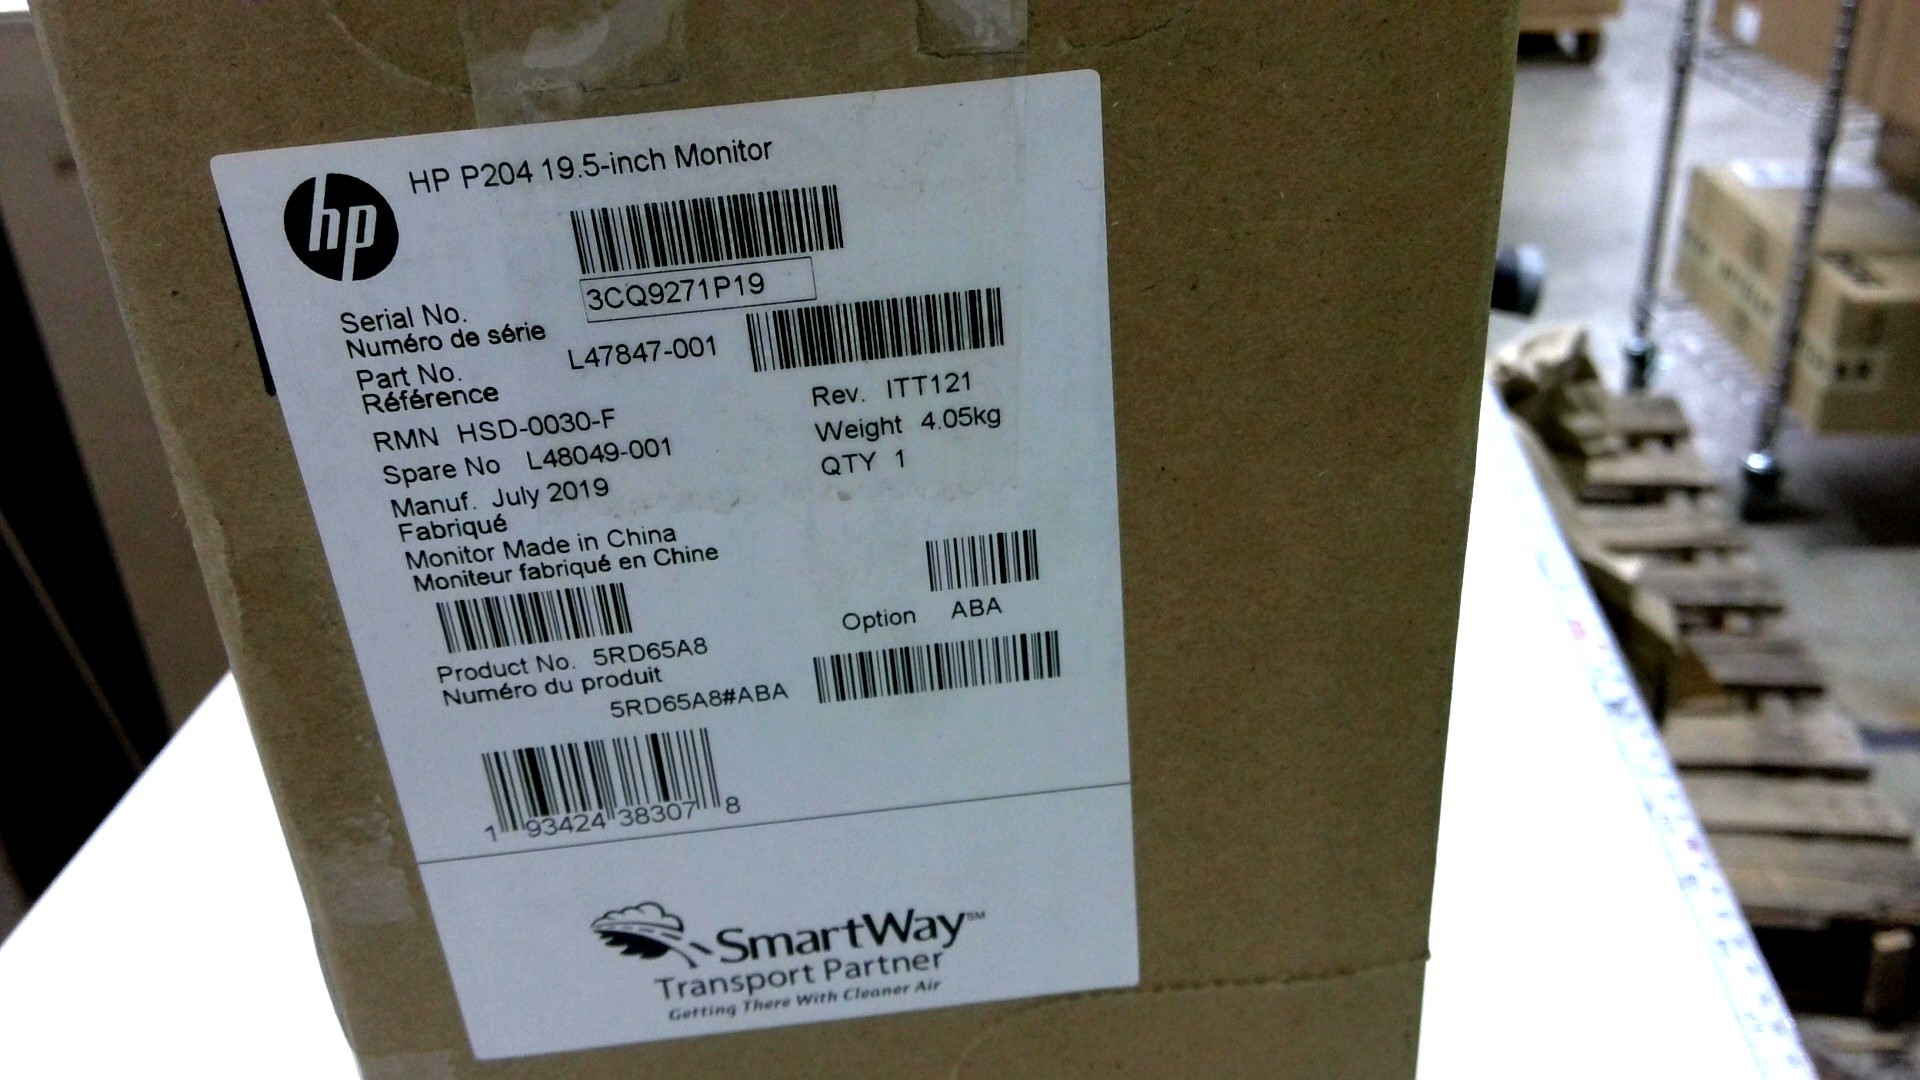 hp
HP P204 19.5-inch Monitor
Serial No. 3CQ9271P19
Numéro de série
Part No. L47847-001
Référence
RMN HSD-0030-F
Rev. ITT121
Spare No L48049-001
Weight 4.05kg
Manuf. July 2019
QTY 1
Fabriqué
Monitor Made in China
Moniteur fabriqué en Chine
Product No. 5RD65A8
Option ABA
Numéro du produit
5RD65A8#ABA
1 93424 38307 8
SmartWay SM
Transport Partner
Getting There With Cleaner Air